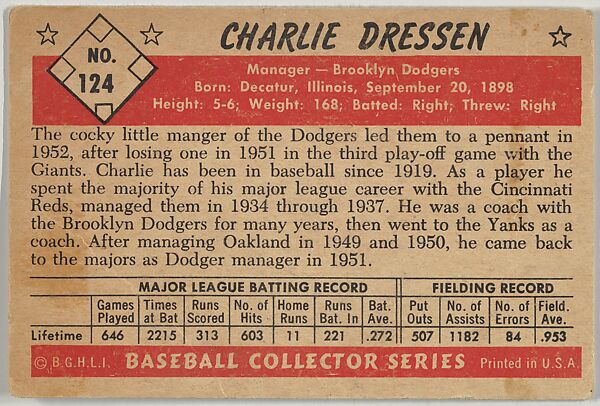 NO.
124
CHARLIE DRESSEN
Manager — Brooklyn Dodgers
Born: Decatur, Illinois, September 20, 1898
Height: 5-6; Weight: 168; Batted: Right; Threw: Right
The cocky little manger of the Dodgers led them to a pennant in
1952, after losing one in 1951 in the third play-off game with the
Giants. Charlie has been in baseball since 1919. As a player he
spent the majority of his major league career with the Cincinnati
Reds, managed them in 1934 through 1937. He was a coach with
the Brooklyn Dodgers for many years, then went to the Yanks as a
coach. After managing Oakland in 1949 and 1950, he came back
to the majors as Dodger manager in 1951.
MAJOR LEAGUE BATTING RECORD FIELDING RECORD
Games Times Runs No. of Home Runs Bat. Put No. of No. of Field.
Played at Bat Scored Hits Runs Bat. In Ave. Outs Assists Errors Ave.
Lifetime 646 2215 313 603 11 221 .272 507 1182 84 .953
© B.G.H.L.I. BASEBALL COLLECTOR SERIES Printed in U.S.A.